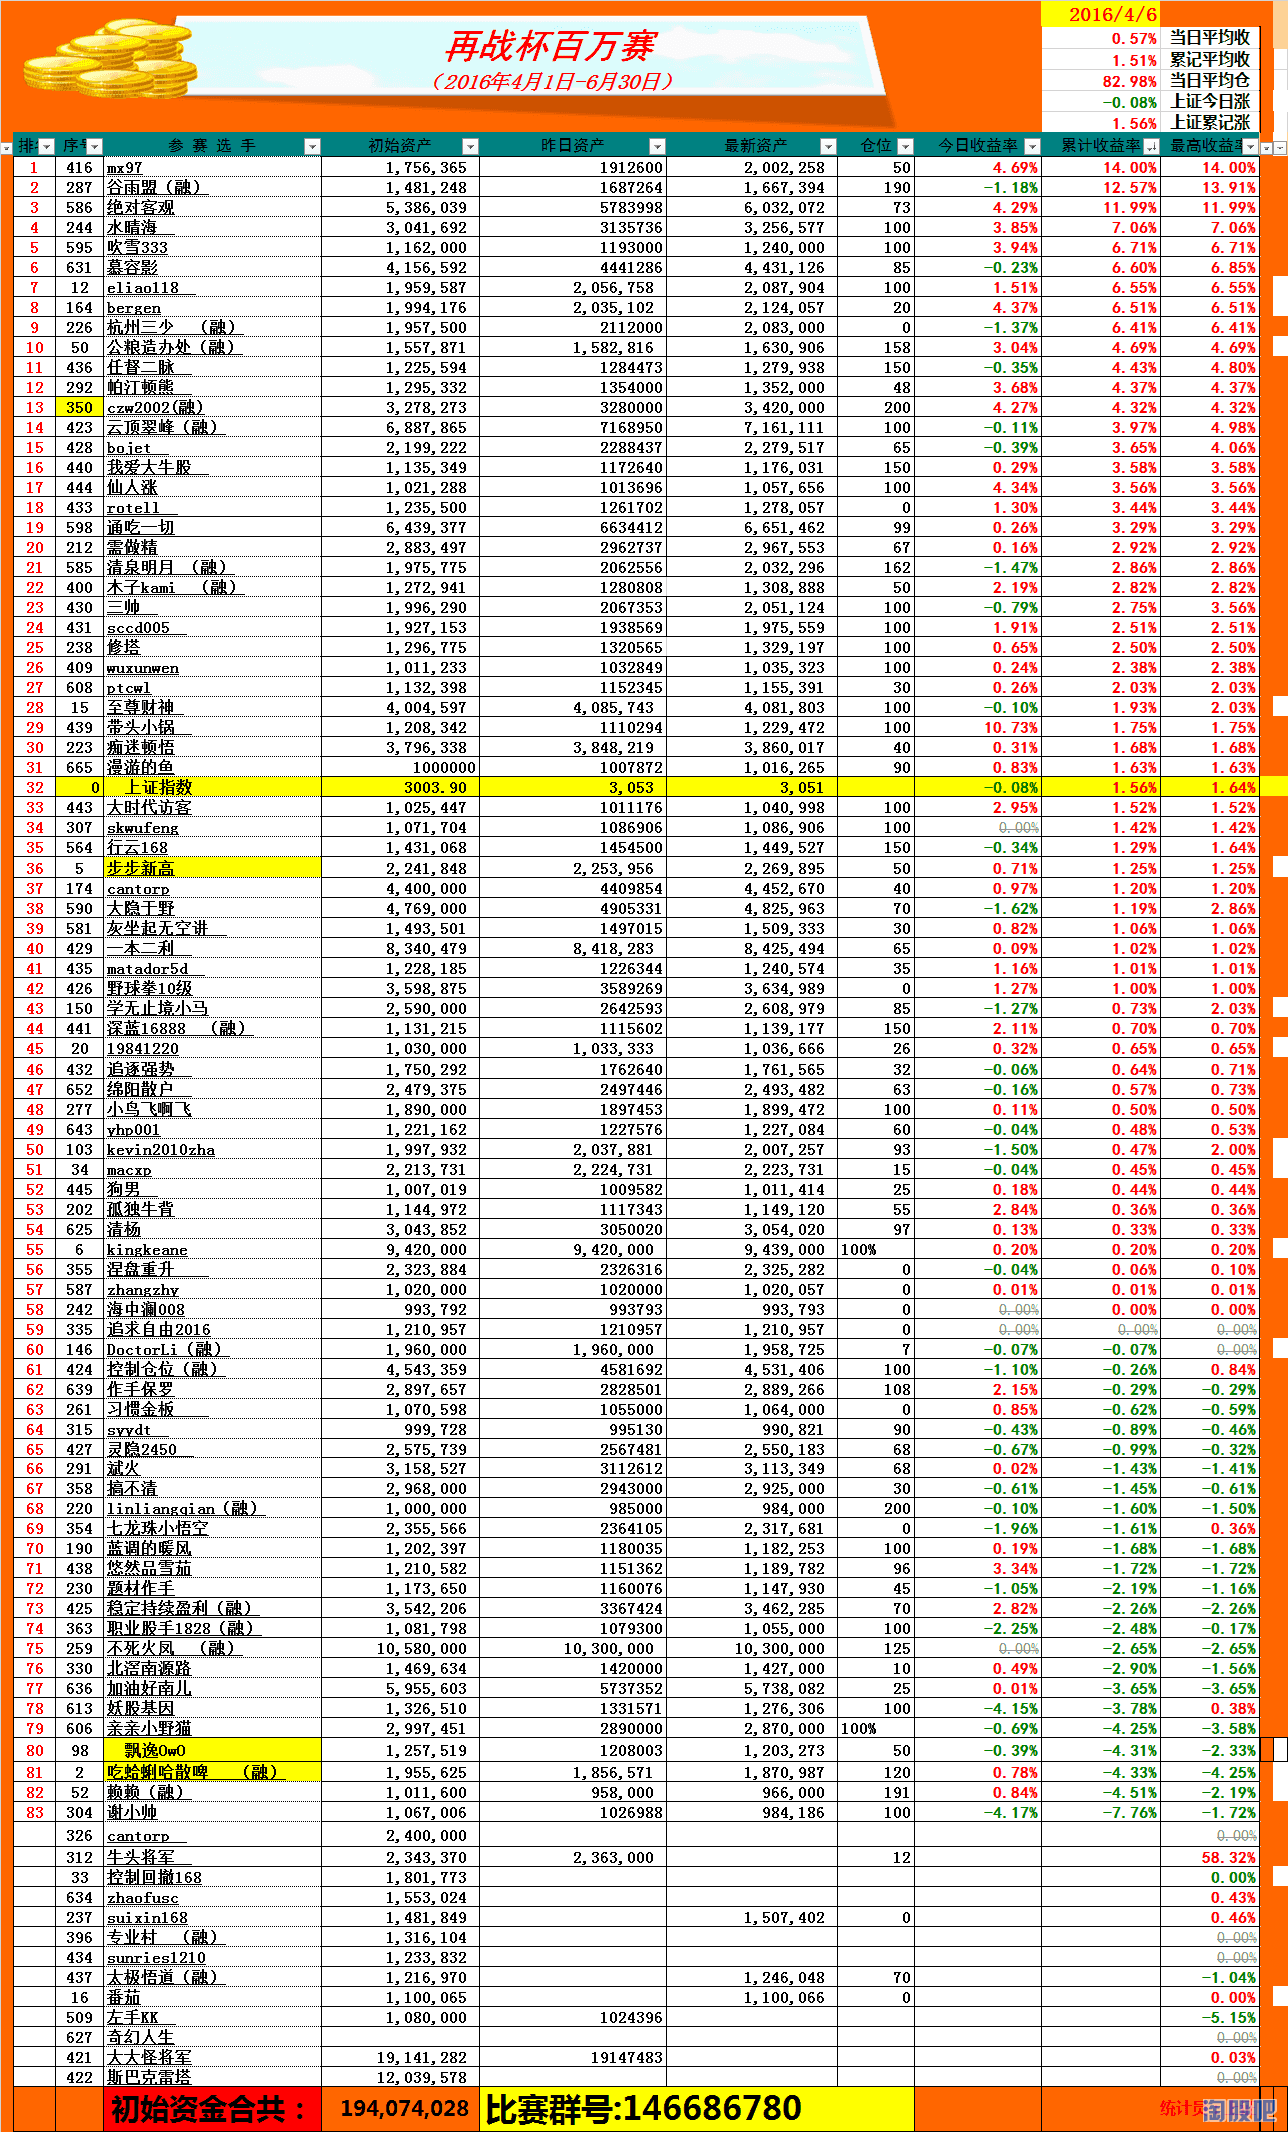 再战杯百万赛
（2016年4月1日-6月30日）
2016/4/6
0.57% 当日平均收
1.51% 累记平均收
82.98% 当日平均仓
-0.08% 上证今日涨
1.56% 上证累记涨
排名 序号 参 赛 选 手 初始资产 昨日资产 最新资产 仓位 今日收益率 累计收益率 最高收益率
1 416 mx97 1,756,365 1912600 2,002,258 50 4.69% 14.00% 14.00%
2 287 谷雨盟（融） 1,481,248 1687264 1,667,394 190 -1.18% 12.57% 13.91%
3 586 绝对客观 5,386,039 5783998 6,032,072 73 4.29% 11.99% 11.99%
4 244 水晴海 3,041,692 3135736 3,256,577 100 3.85% 7.06% 7.06%
5 595 吹雪333 1,162,000 1193000 1,240,000 100 3.94% 6.71% 6.71%
6 631 慕容影 4,156,592 4441286 4,431,126 85 -0.23% 6.60% 6.85%
7 12 eliao118 1,959,587 2,056,758 2,087,904 100 1.51% 6.55% 6.55%
8 164 bergen 1,994,176 2,035,102 2,124,057 20 4.37% 6.51% 6.51%
9 226 杭州三少 （融） 1,957,500 2112000 2,083,000 0 -1.37% 6.41% 6.41%
10 50 公粮造办处（融） 1,557,871 1,582,816 1,630,906 158 3.04% 4.69% 4.69%
11 436 任督二脉 1,225,594 1284473 1,279,938 150 -0.35% 4.43% 4.80%
12 292 帕汀顿熊 1,295,332 1354000 1,352,000 48 3.68% 4.37% 4.37%
13 350 czw2002(融) 3,278,273 3280000 3,420,000 200 4.27% 4.32% 4.32%
14 423 云顶翠峰（融） 6,887,865 7168950 7,161,111 100 -0.11% 3.97% 4.98%
15 428 bojet 2,199,222 2288437 2,279,517 65 -0.39% 3.65% 4.06%
16 440 我爱大牛股 1,135,349 1172640 1,176,031 150 0.29% 3.58% 3.58%
17 444 仙人涨 1,021,288 1013696 1,057,656 100 4.34% 3.56% 3.56%
18 433 rotell 1,235,500 1261702 1,278,057 0 1.30% 3.44% 3.44%
19 598 通吃一切 6,439,377 6634412 6,651,462 99 0.26% 3.29% 3.29%
20 212 需做精 2,883,497 2962737 2,967,553 67 0.16% 2.92% 2.92%
21 585 清泉明月 （融） 1,975,775 2062556 2,032,296 162 -1.47% 2.86% 2.86%
22 400 木子kami （融） 1,272,941 1280808 1,308,888 50 2.19% 2.82% 2.82%
23 430 三帅 1,996,290 2067353 2,051,124 100 -0.79% 2.75% 3.56%
24 431 sccd005 1,927,153 1938569 1,975,559 100 1.91% 2.51% 2.51%
25 238 修塔 1,296,775 1320565 1,329,197 100 0.65% 2.50% 2.50%
26 409 wuxunwen 1,011,233 1032849 1,035,323 100 0.24% 2.38% 2.38%
27 608 ptcwl 1,132,398 1152345 1,155,391 30 0.26% 2.03% 2.03%
28 15 至尊财神 4,004,597 4,085,743 4,081,803 100 -0.10% 1.93% 2.03%
29 439 带头小锅 1,208,342 1110294 1,229,472 100 10.73% 1.75% 1.75%
30 223 痴迷顿悟 3,796,338 3,848,219 3,860,017 40 0.31% 1.68% 1.68%
31 665 漫游的鱼 1000000 1007872 1,016,265 90 0.83% 1.63% 1.63%
32 0 上证指数 3003.90 3,053 3,051 -0.08% 1.56% 1.64%
33 443 大时代访客 1,025,447 1011176 1,040,998 100 2.95% 1.52% 1.52%
34 307 skwufeng 1,071,704 1086906 1,086,906 100 0.00% 1.42% 1.42%
35 564 行云168 1,431,068 1454500 1,449,527 150 -0.34% 1.29% 1.64%
36 5 步步新高 2,241,848 2,253,956 2,269,895 50 0.71% 1.25% 1.25%
37 174 cantorp 4,400,000 4409854 4,452,670 40 0.97% 1.20% 1.20%
38 590 大隐于野 4,769,000 4905331 4,825,963 70 -1.62% 1.19% 2.86%
39 581 灰坐起无空讲 1,493,501 1497015 1,509,333 30 0.82% 1.06% 1.06%
40 429 一本二利 8,340,479 8,418,283 8,425,494 65 0.09% 1.02% 1.02%
41 435 matador5d 1,228,185 1226344 1,240,574 35 1.16% 1.01% 1.01%
42 426 野球拳10级 3,598,875 3589269 3,634,989 0 1.27% 1.00% 1.00%
43 150 学无止境小马 2,590,000 2642593 2,608,979 85 -1.27% 0.73% 2.03%
44 441 深蓝16888 （融） 1,131,215 1115602 1,139,177 150 2.11% 0.70% 0.70%
45 20 19841220 1,030,000 1,033,333 1,036,666 26 0.32% 0.65% 0.65%
46 432 追逐强势 1,750,292 1762640 1,761,565 32 -0.06% 0.64% 0.71%
47 652 绵阳散户 2,479,375 2497446 2,493,482 63 -0.16% 0.57% 0.73%
48 277 小鸟飞啊飞 1,890,000 1897453 1,899,472 100 0.11% 0.50% 0.50%
49 643 yhp001 1,221,162 1227576 1,227,084 60 -0.04% 0.48% 0.53%
50 103 kevin2010zha 1,997,932 2,037,881 2,007,257 93 -1.50% 0.47% 2.00%
51 34 macxp 2,213,731 2,224,731 2,223,731 15 -0.04% 0.45% 0.45%
52 445 狗男 1,007,019 1009582 1,011,414 25 0.18% 0.44% 0.44%
53 202 孤独牛背 1,144,972 1117343 1,149,120 55 2.84% 0.36% 0.36%
54 625 清杨 3,043,852 3050020 3,054,020 97 0.13% 0.33% 0.33%
55 6 kingkeane 9,420,000 9,420,000 9,439,000 100% 0.20% 0.20% 0.20%
56 355 涅盘重升 2,323,884 2326316 2,325,282 0 -0.04% 0.06% 0.10%
57 587 zhangzhy 1,020,000 1020000 1,020,057 0 0.01% 0.01% 0.01%
58 242 海中澜008 993,792 993793 993,793 0 0.00% 0.00% 0.00%
59 335 追求自由2016 1,210,957 1210957 1,210,957 0 0.00% 0.00% 0.00%
60 146 DoctorLi（融） 1,960,000 1,960,000 1,958,725 7 -0.07% -0.07% 0.00%
61 424 控制仓位（融） 4,543,359 4581692 4,531,406 100 -1.10% -0.26% 0.84%
62 639 作手保罗 2,897,657 2828501 2,889,266 108 2.15% -0.29% -0.29%
63 261 习惯金板 1,070,598 1055000 1,064,000 0 0.85% -0.62% -0.59%
64 315 syydt 999,728 995130 990,821 90 -0.43% -0.89% -0.46%
65 427 灵隐2450 2,575,739 2567481 2,550,183 68 -0.67% -0.99% -0.32%
66 291 斌火 3,158,527 3112612 3,113,349 68 0.02% -1.43% -1.41%
67 358 搞不清 2,968,000 2943000 2,925,000 30 -0.61% -1.45% -0.61%
68 220 linliangqian（融） 1,000,000 985000 984,000 200 -0.10% -1.60% -1.50%
69 354 七龙珠小悟空 2,355,566 2364105 2,317,681 0 -1.96% -1.61% 0.36%
70 190 蓝调的暖风 1,202,397 1180035 1,182,253 100 0.19% -1.68% -1.68%
71 438 悠然品雪茄 1,210,582 1151362 1,189,782 96 3.34% -1.72% -1.72%
72 230 题材作手 1,173,650 1160076 1,147,930 45 -1.05% -2.19% -1.16%
73 425 稳定持续盈利（融） 3,542,206 3367424 3,462,285 70 2.82% -2.26% -2.26%
74 363 职业股手1828（融） 1,081,798 1079300 1,055,000 100 -2.25% -2.48% -0.17%
75 259 不死火凤 （融） 10,580,000 10,300,000 10,300,000 125 0.00% -2.65% -2.65%
76 330 北滘南源路 1,469,634 1420000 1,427,000 10 0.49% -2.90% -1.56%
77 636 加油好南儿 5,955,603 5737352 5,738,082 25 0.01% -3.65% -3.65%
78 613 妖股基因 1,326,510 1331571 1,276,306 100 -4.15% -3.78% 0.38%
79 606 亲亲小野猫 2,997,451 2890000 2,870,000 100% -0.69% -4.25% -3.58%
80 98 飘逸OwO 1,257,519 1208003 1,203,273 50 -0.39% -4.31% -2.33%
81 2 吃蛤蜊哈散啤 （融） 1,955,625 1,856,571 1,870,987 120 0.78% -4.33% -4.25%
82 52 赖赖（融） 1,011,600 958,000 966,000 191 0.84% -4.51% -2.19%
83 304 谢小帅 1,067,006 1026988 984,186 100 -4.17% -7.76% -1.72%
326 cantorp 2,400,000 0.00%
312 牛头将军 2,343,370 2,363,000 12 58.32%
33 控制回撤168 1,801,773 0.00%
634 zhaofusc 1,553,024 0.43%
237 suixin168 1,481,849 1,507,402 0 0.46%
396 专业村 （融） 1,316,104 0.00%
434 sunries1210 1,233,832 0.00%
437 太极悟道（融） 1,216,970 1,246,048 70 -1.04%
16 番茄 1,100,065 1,100,066 0 0.00%
509 左手KK 1,080,000 1024396 -5.15%
627 奇幻人生 0.00%
421 大大怪将军 19,141,282 19147483 0.03%
422 斯巴克雷塔 12,039,578 0.00%
初始资金合共： 194,074,028 比赛群号:146686780 统计员
淘股吧